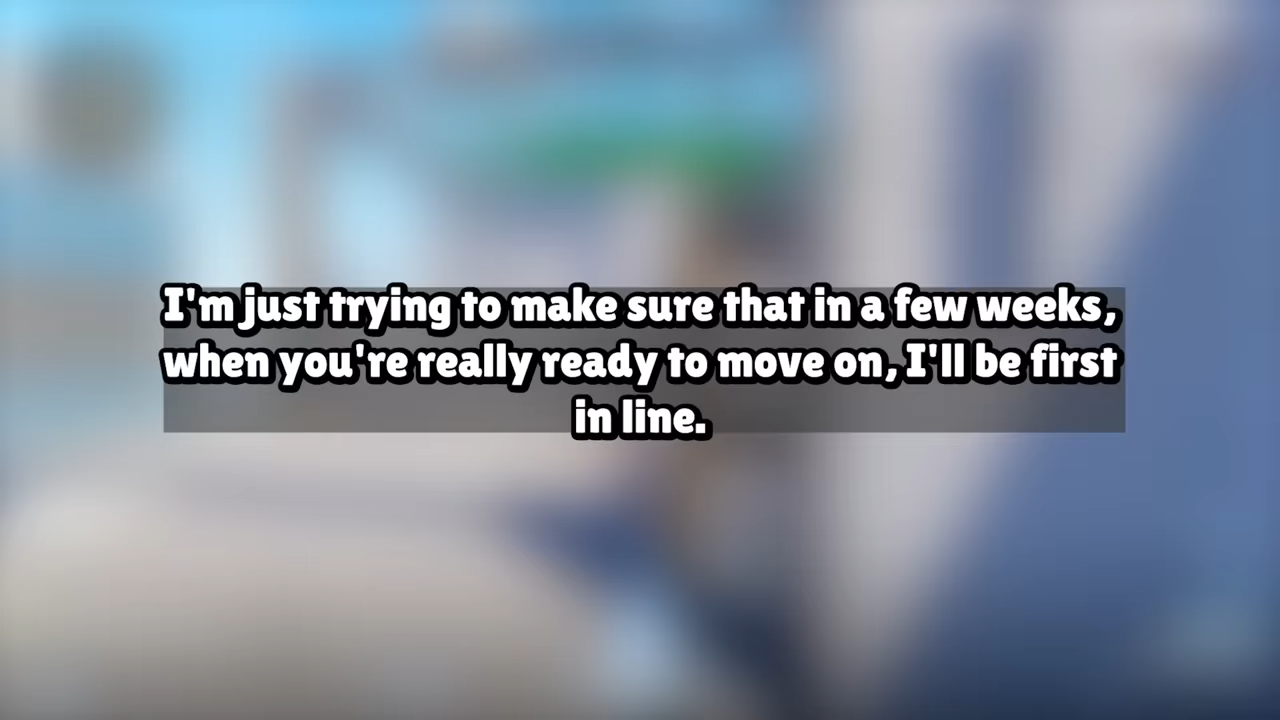 I'm just trying to make sure that in a few weeks,
when you're really ready to move on, I'll be first
in line.